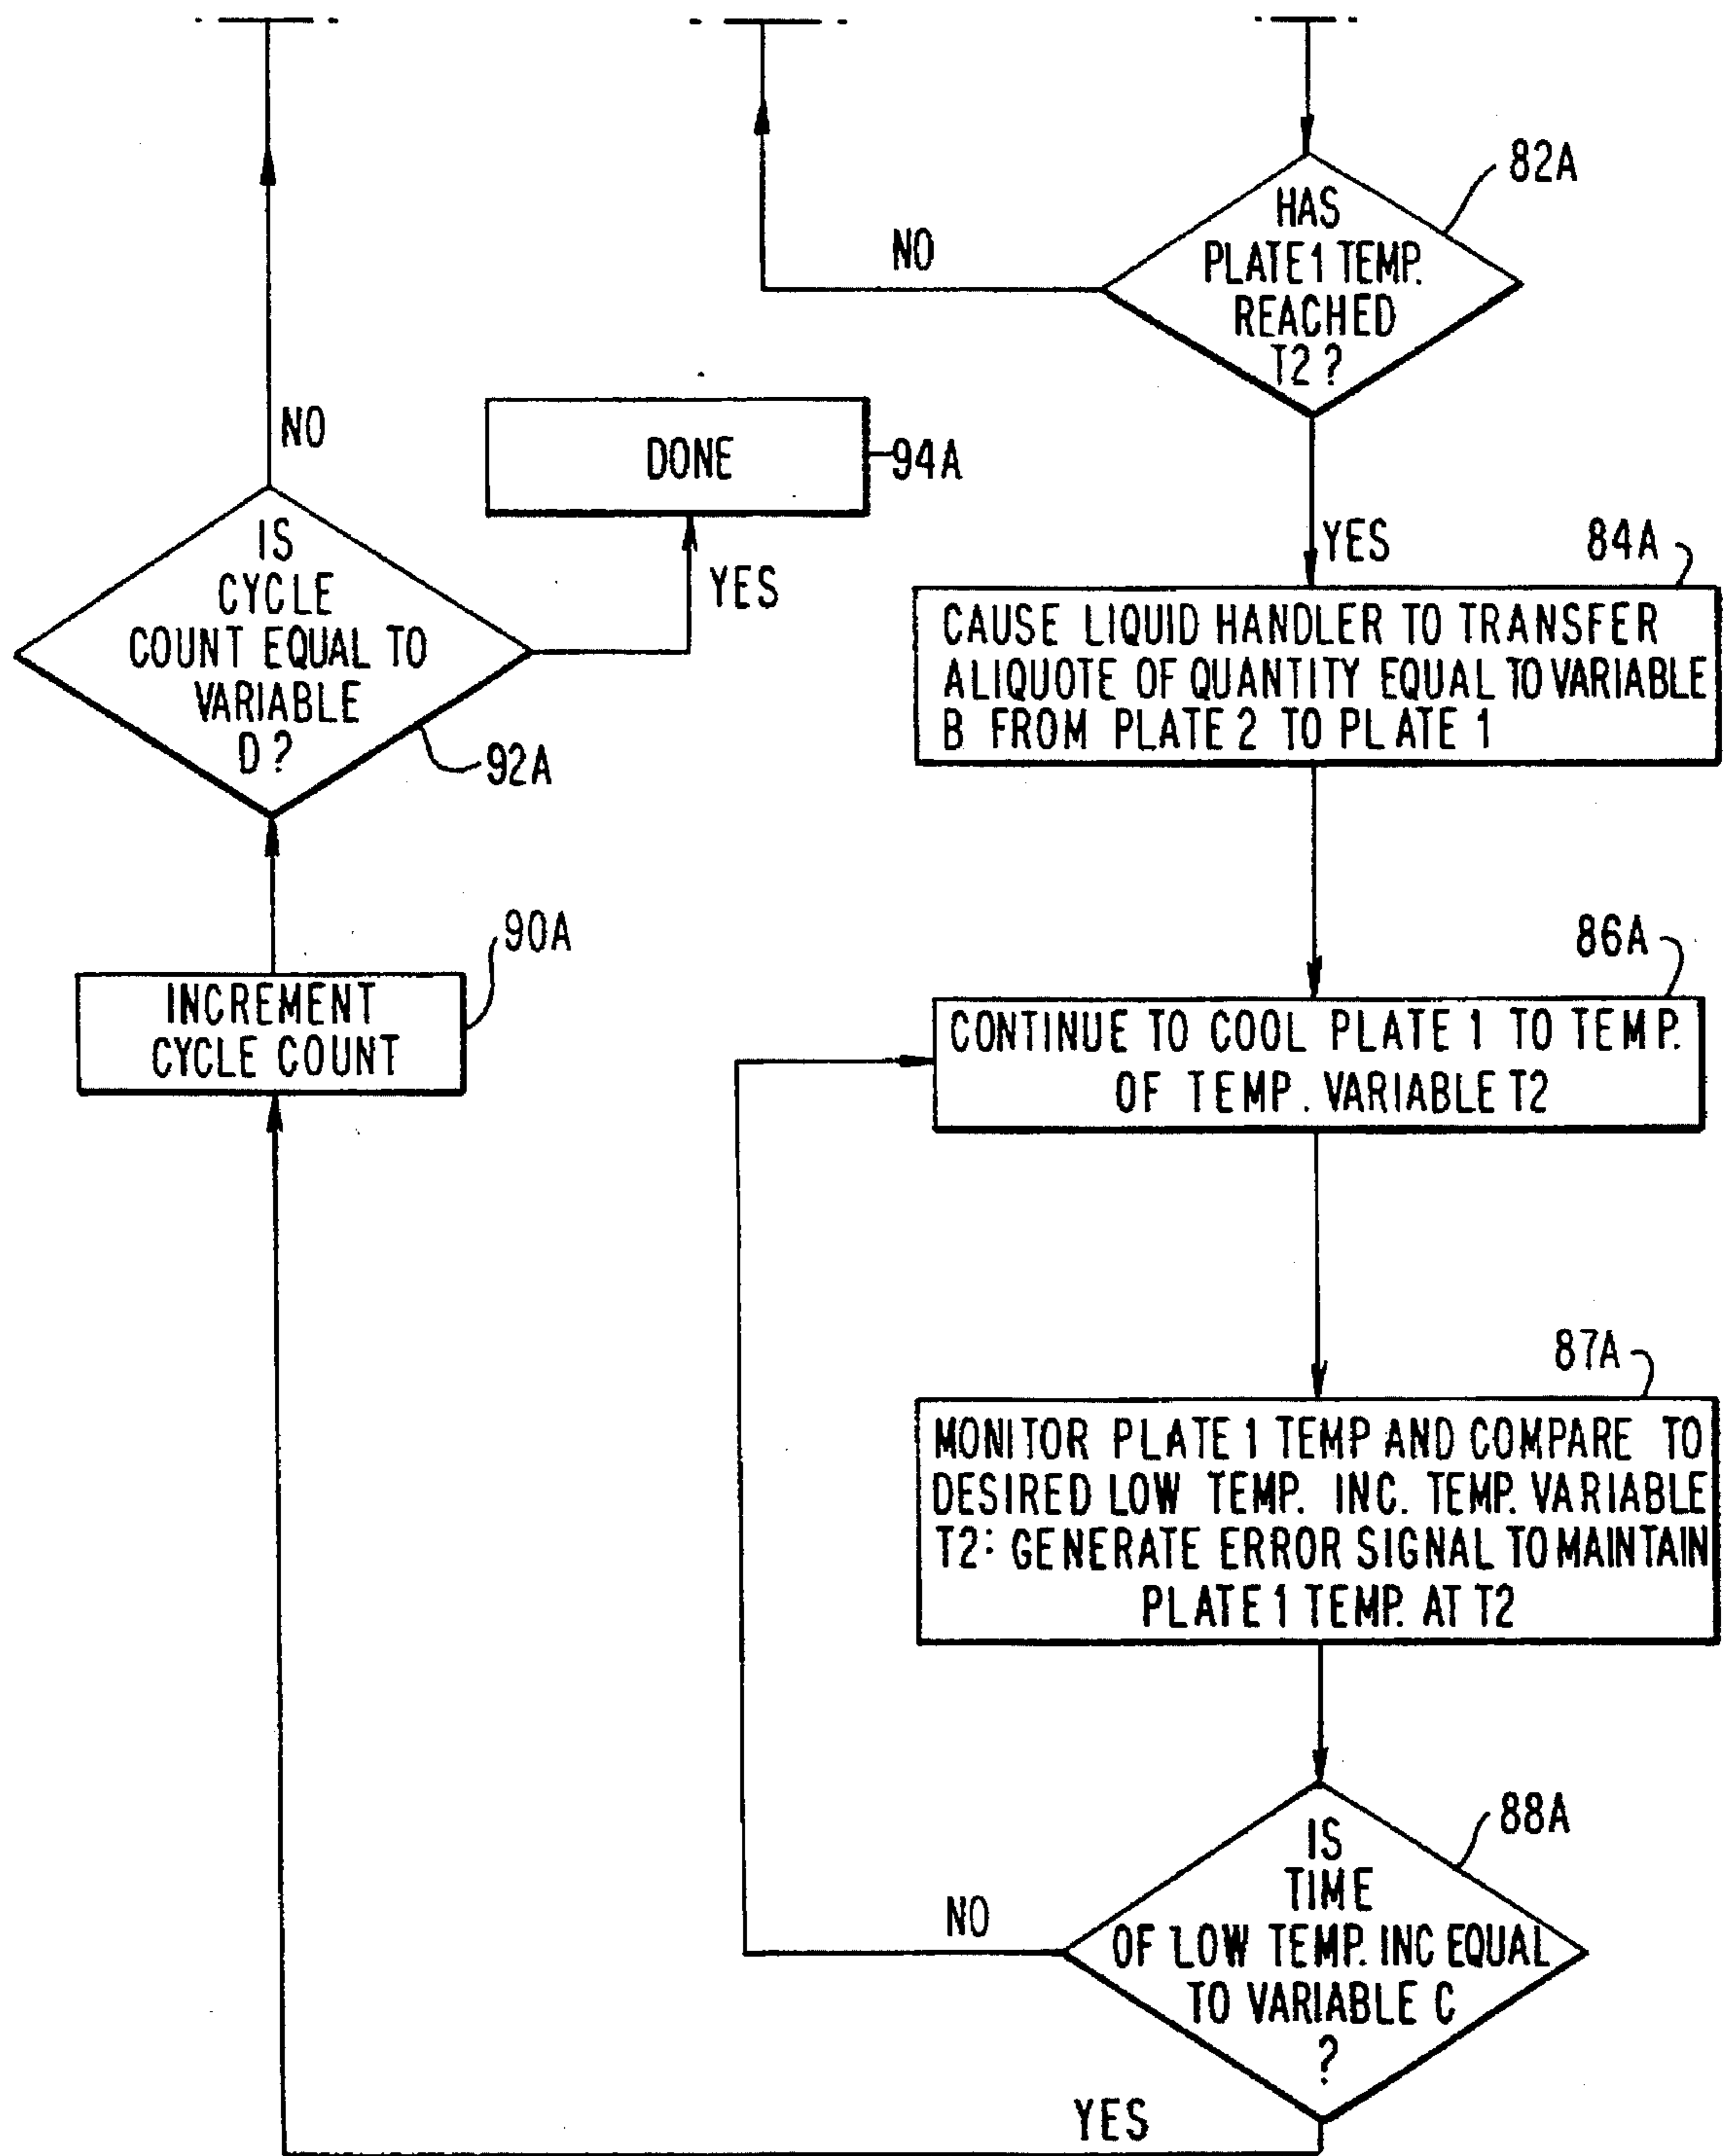 82A
HAS
PLATE 1 TEMP.
REACHED
T2?
NO
YES
84A
CAUSE LIQUID HANDLER TO TRANSFER
ALIQUOTE OF QUANTITY EQUAL TO VARIABLE
B FROM PLATE 2 TO PLATE 1
86A
CONTINUE TO COOL PLATE 1 TO TEMP.
OF TEMP. VARIABLE T2
87A
MONITOR PLATE 1 TEMP AND COMPARE TO
DESIRED LOW TEMP. INC. TEMP. VARIABLE
T2: GENERATE ERROR SIGNAL TO MAINTAIN
PLATE 1 TEMP. AT T2
88A
IS
TIME
OF LOW TEMP. INC EQUAL
TO VARIABLE C
?
NO
YES
90A
INCREMENT
CYCLE COUNT
92A
IS
CYCLE
COUNT EQUAL TO
VARIABLE
D?
NO
YES
DONE
94A